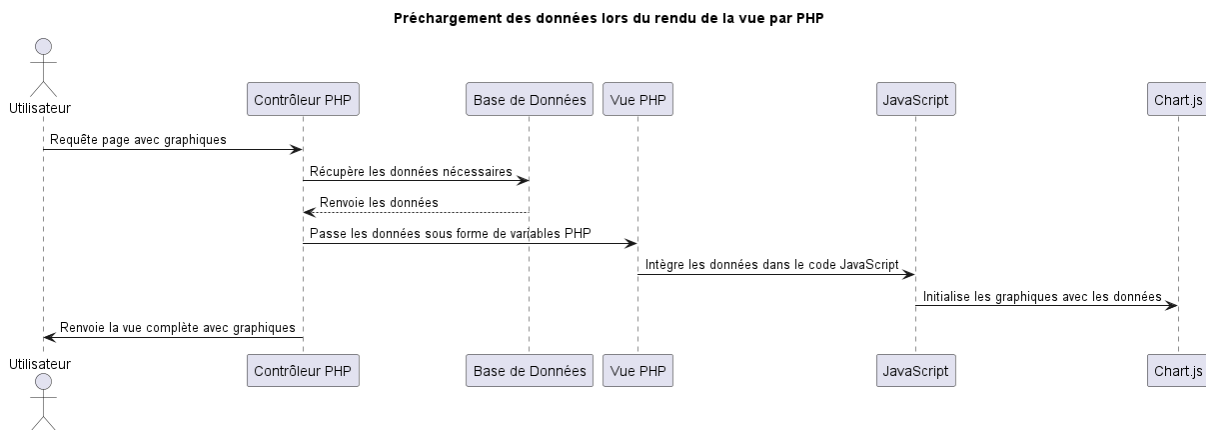 Préchargement des données lors du rendu de la vue par PHP
Utilisateur
Contrôleur PHP
Base de Données
Vue PHP
JavaScript
Chart.js
Requête page avec graphiques
Récupère les données nécessaires
Renvoie les données
Passe les données sous forme de variables PHP
Intègre les données dans le code JavaScript
Initialise les graphiques avec les données
Renvoie la vue complète avec graphiques
Utilisateur
Contrôleur PHP
Base de Données
Vue PHP
JavaScript
Chart.js